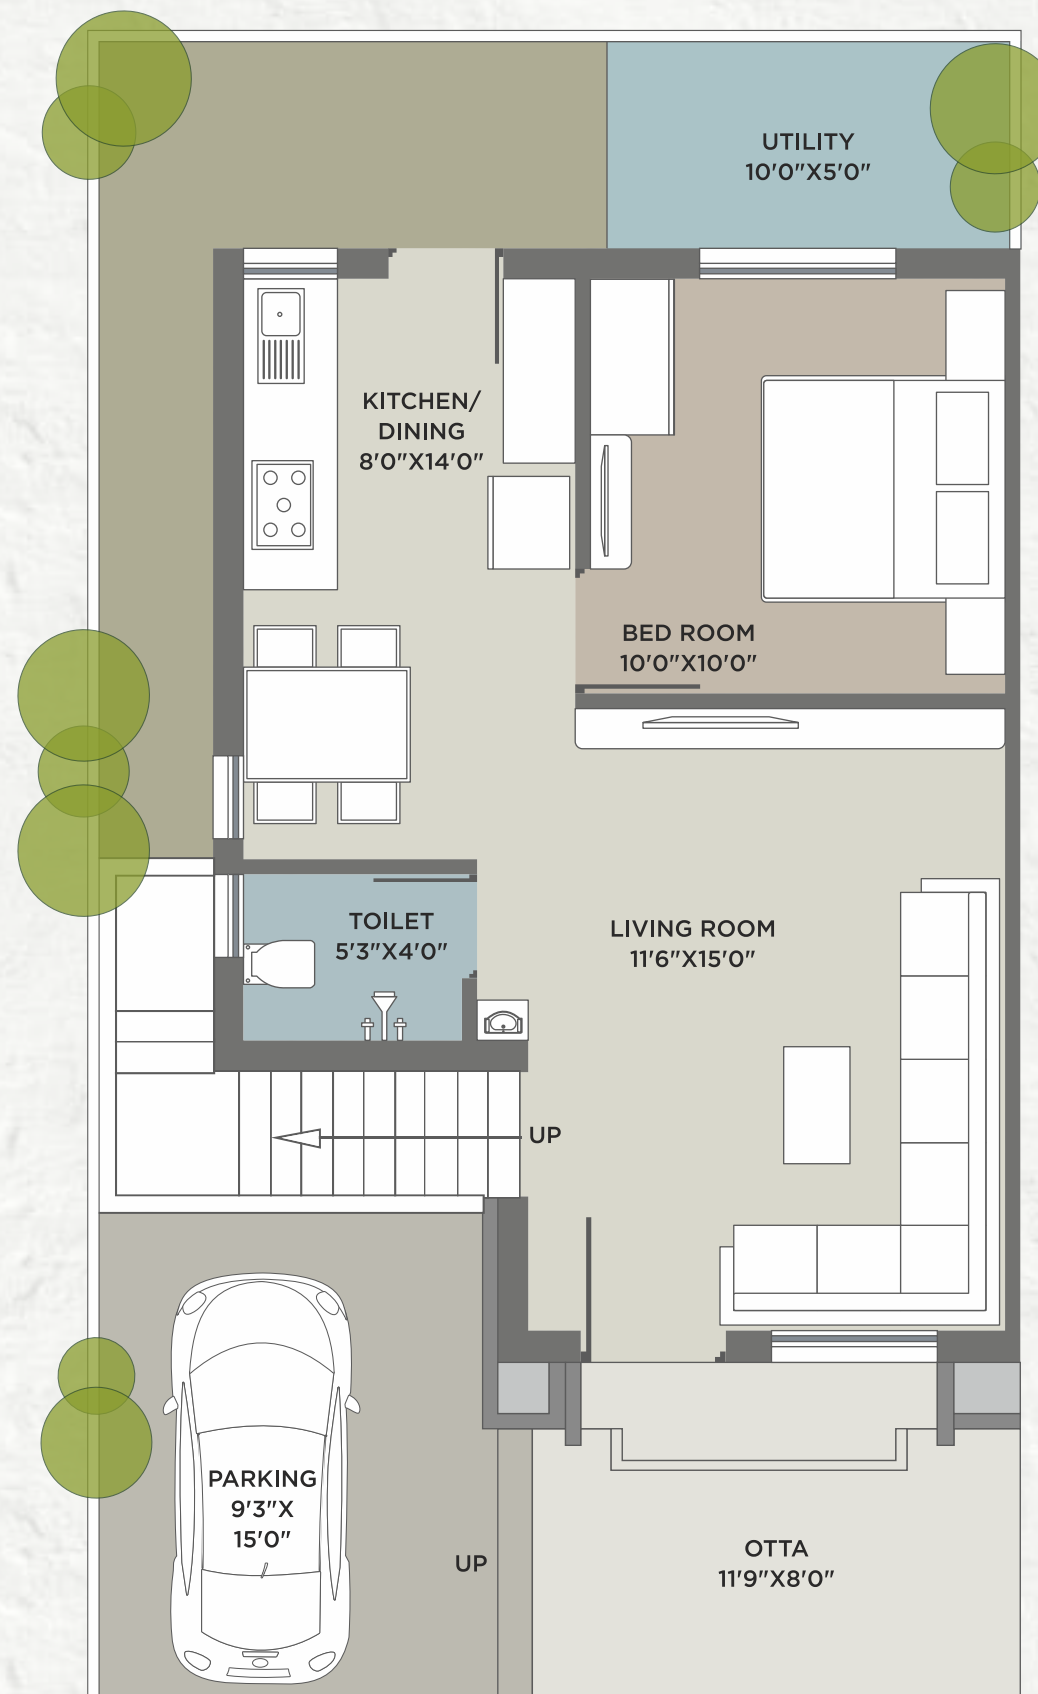 UTILITY
10'0"X5'0"
KITCHEN/
DINING
8'0"X14'0"
BED ROOM
10'0"X10'0"
TOILET
5'3"X4'0"
LIVING ROOM
11'6"X15'0"
UP
PARKING
9'3"X
15'0"
UP
OTTA
11'9"X8'0"